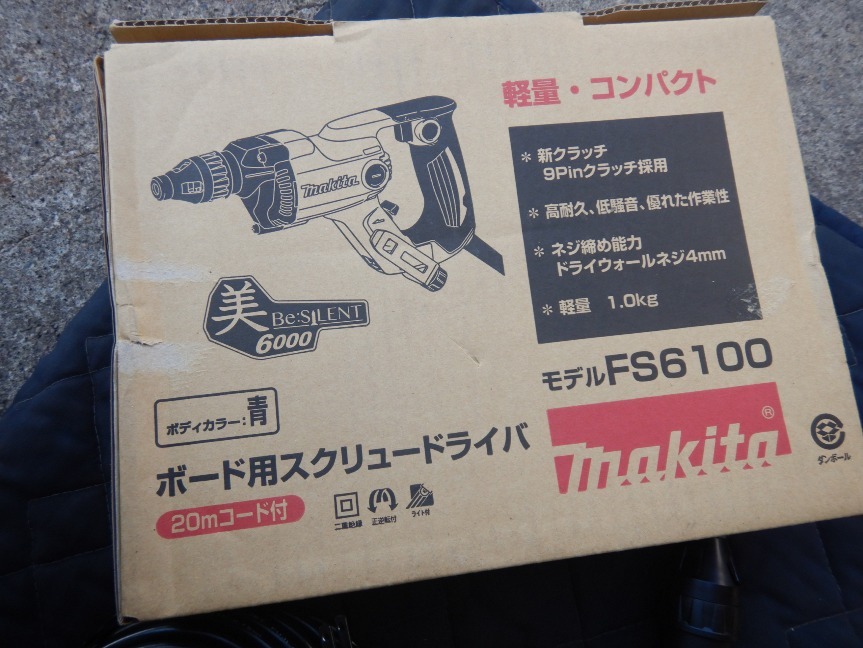 軽量・コンパクト
makita
＊ 新クラッチ
9Pinクラッチ採用
＊ 高耐久、低騒音、優れた作業性
＊ ネジ締め能力
ドライウォールネジ4mm
＊ 軽量 1.0kg
美 Be:SILENT
6000
モデルFS6100
ボディカラー：青
makita®
ボード用スクリュードライバ
ダンボール
20mコード付
二重絶縁
正逆転付
ライト付